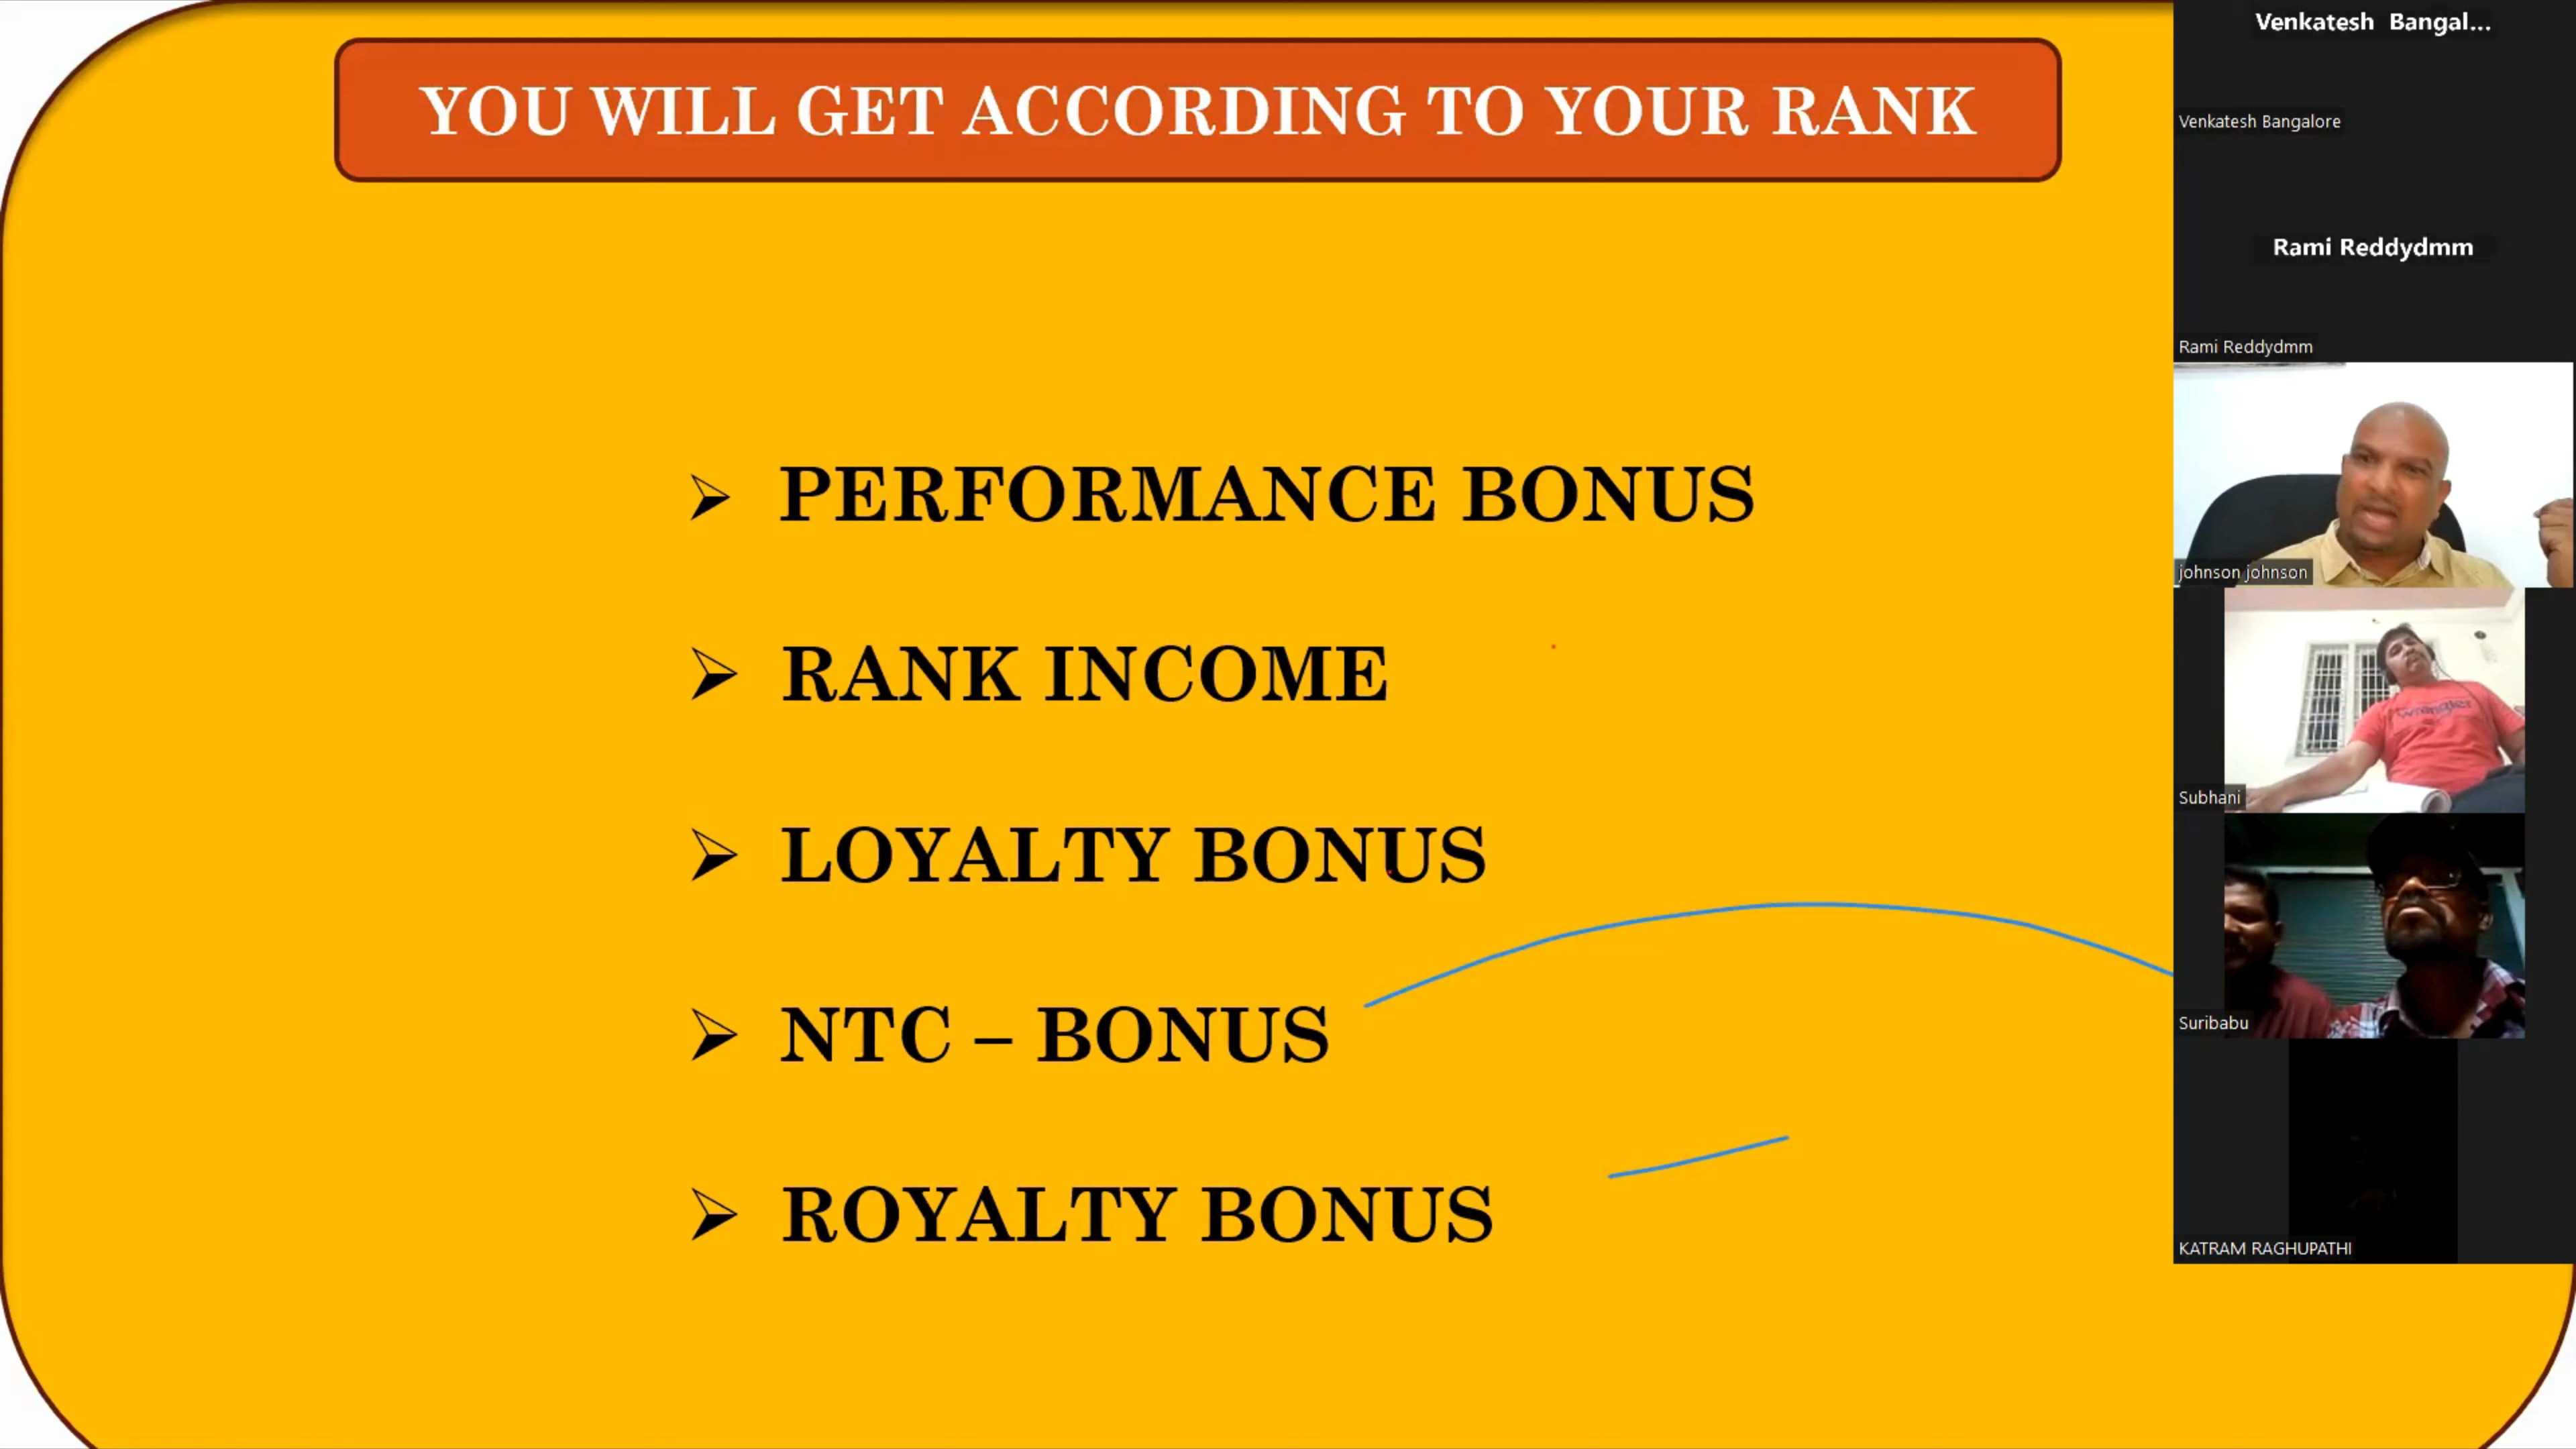 YOU WILL GET ACCORDING TO YOUR RANK
PERFORMANCE BONUS
RANK INCOME
LOYALTY BONUS
NTC – BONUS
ROYALTY BONUS
Venkatesh Bangal...
Venkatesh Bangalore
Rami Reddydmm
Rami Reddydmm
johnson johnson
wrangler
Subhani
Suribabu
KATRAM RAGHUPATHI